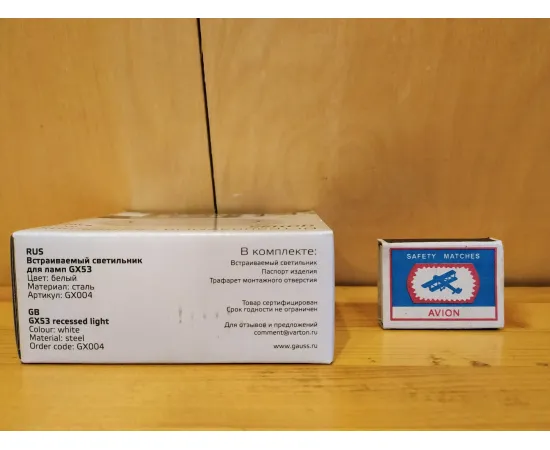 RUS
Встраиваемый светильник
для ламп GX53
Цвет: белый
Материал: сталь
Артикул: GX004
GB
GX53 recessed light
Colour: white
Material: steel
Order code: GX004
В комплекте:
Встраиваемый светильник
Паспорт изделия
Трафарет монтажного отверстия
Товар сертифицирован
Срок годности не ограничен
Для отзывов и предложений
comment@varton.ru
www.gauss.ru
SAFETY MATCHES
AVION